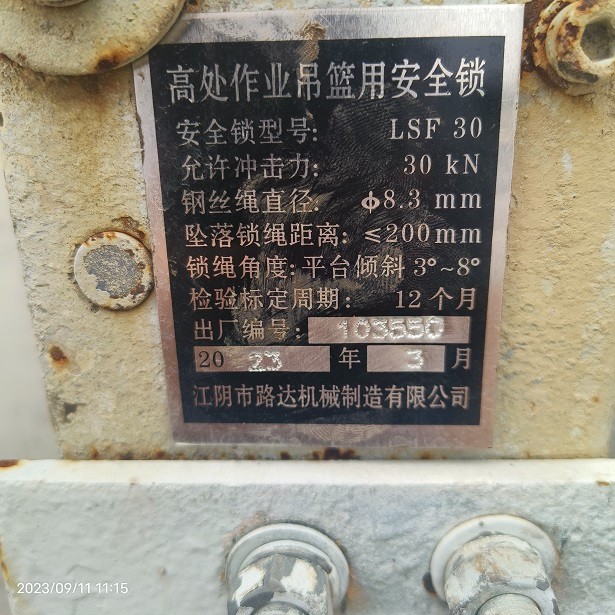 高处作业吊篮用安全锁
安全锁型号: LSF 30
允许冲击力: 30 kN
钢丝绳直径: ϕ8.3 mm
坠落锁绳距离: ≤200mm
锁绳角度: 平台倾斜 3°~8°
检验标定周期: 12 个月
出厂编号: 103550
20 23 年 3 月
江阴市路达机械制造有限公司
2023/09/11 11:15